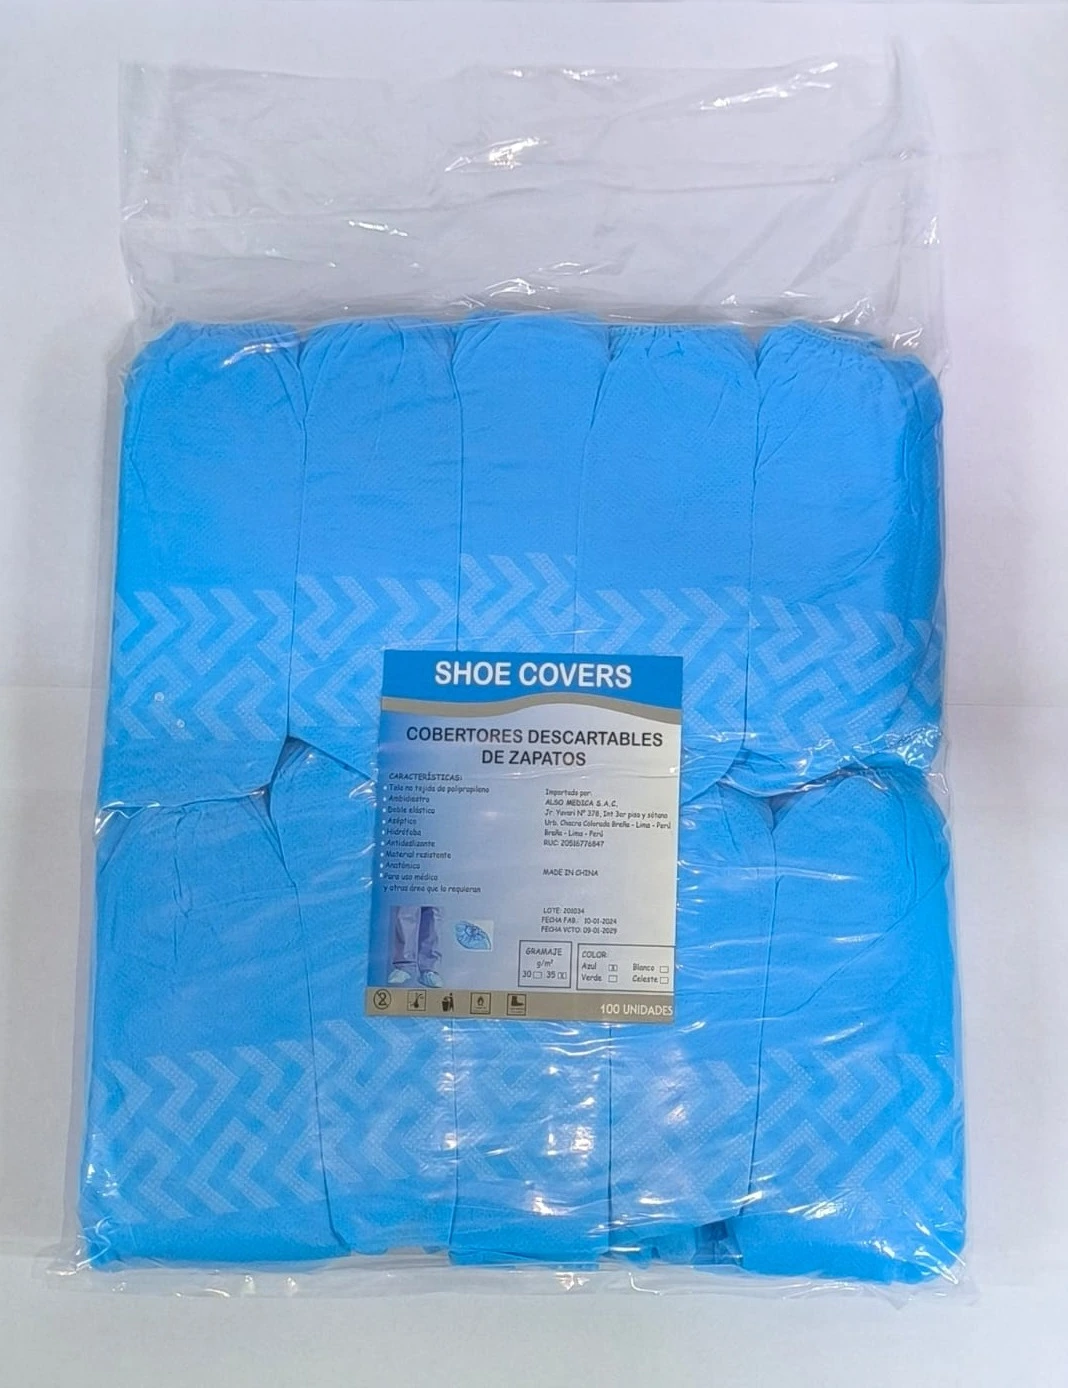 SHOE COVERS
COBERTORES DESCARTABLES
DE ZAPATOS
CARACTERÍSTICAS:
Tela no tejida de polipropileno
Ambidiestro
Doble elástico
Aséptico
Hidrófobo
Antideslizante
Material resistente
Anatómico
Para uso médico
y otras área que lo requieran
Importado por:
ALGO MEDICA S.A.C.
Jr. Yavari N° 378, Int 3er piso y sótano
Urb. Chacra Colorada Breña - Lima - Perú
Breña - Lima - Perú
RUC: 20516776847
MADE IN CHINA
LOTE: 201034
FECHA FAB.: 10-01-2024
FECHA VCTO: 09-01-2029
GRAMAJE
g/m²
30 35
COLOR:
Azul Blanco
Verde Celeste
100 UNIDADES